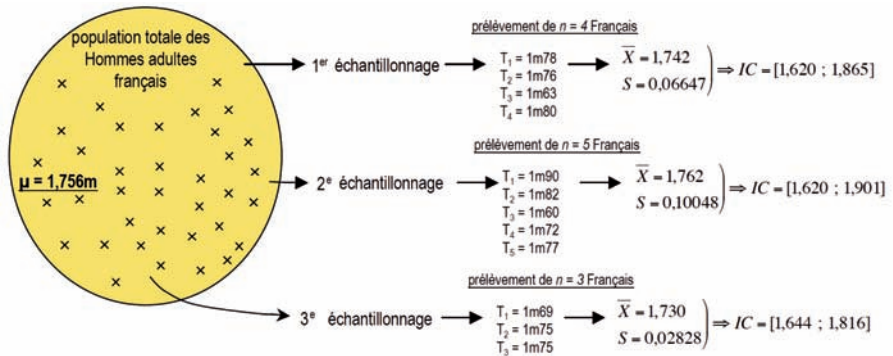 population totale des
Hommes adultes
français
μ = 1,756m
1er échantillonnage
prélèvement de n = 4 Français
T1 = 1m78
T2 = 1m76
T3 = 1m63
T4 = 1m80
X̅ = 1,742
S = 0,06647
⇒ IC = [1,620 ; 1,865]
2e échantillonnage
prélèvement de n = 5 Français
T1 = 1m90
T2 = 1m82
T3 = 1m60
T4 = 1m72
T5 = 1m77
X̅ = 1,762
S = 0,10048
⇒ IC = [1,620 ; 1,901]
3e échantillonnage
prélèvement de n = 3 Français
T1 = 1m69
T2 = 1m75
T3 = 1m75
X̅ = 1,730
S = 0,02828
⇒ IC = [1,644 ; 1,816]